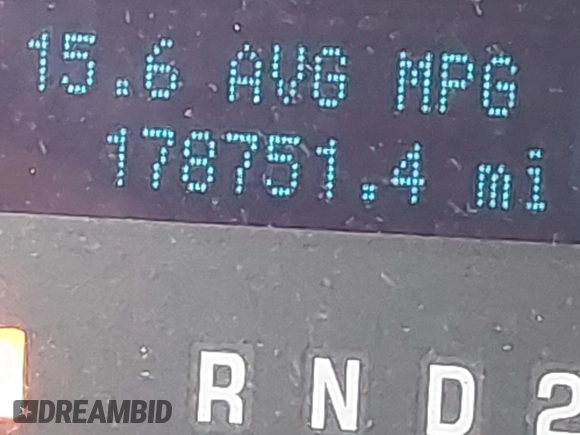 15.6 AVG MPG
178751.4 mi
R N D 2
DREAMBID